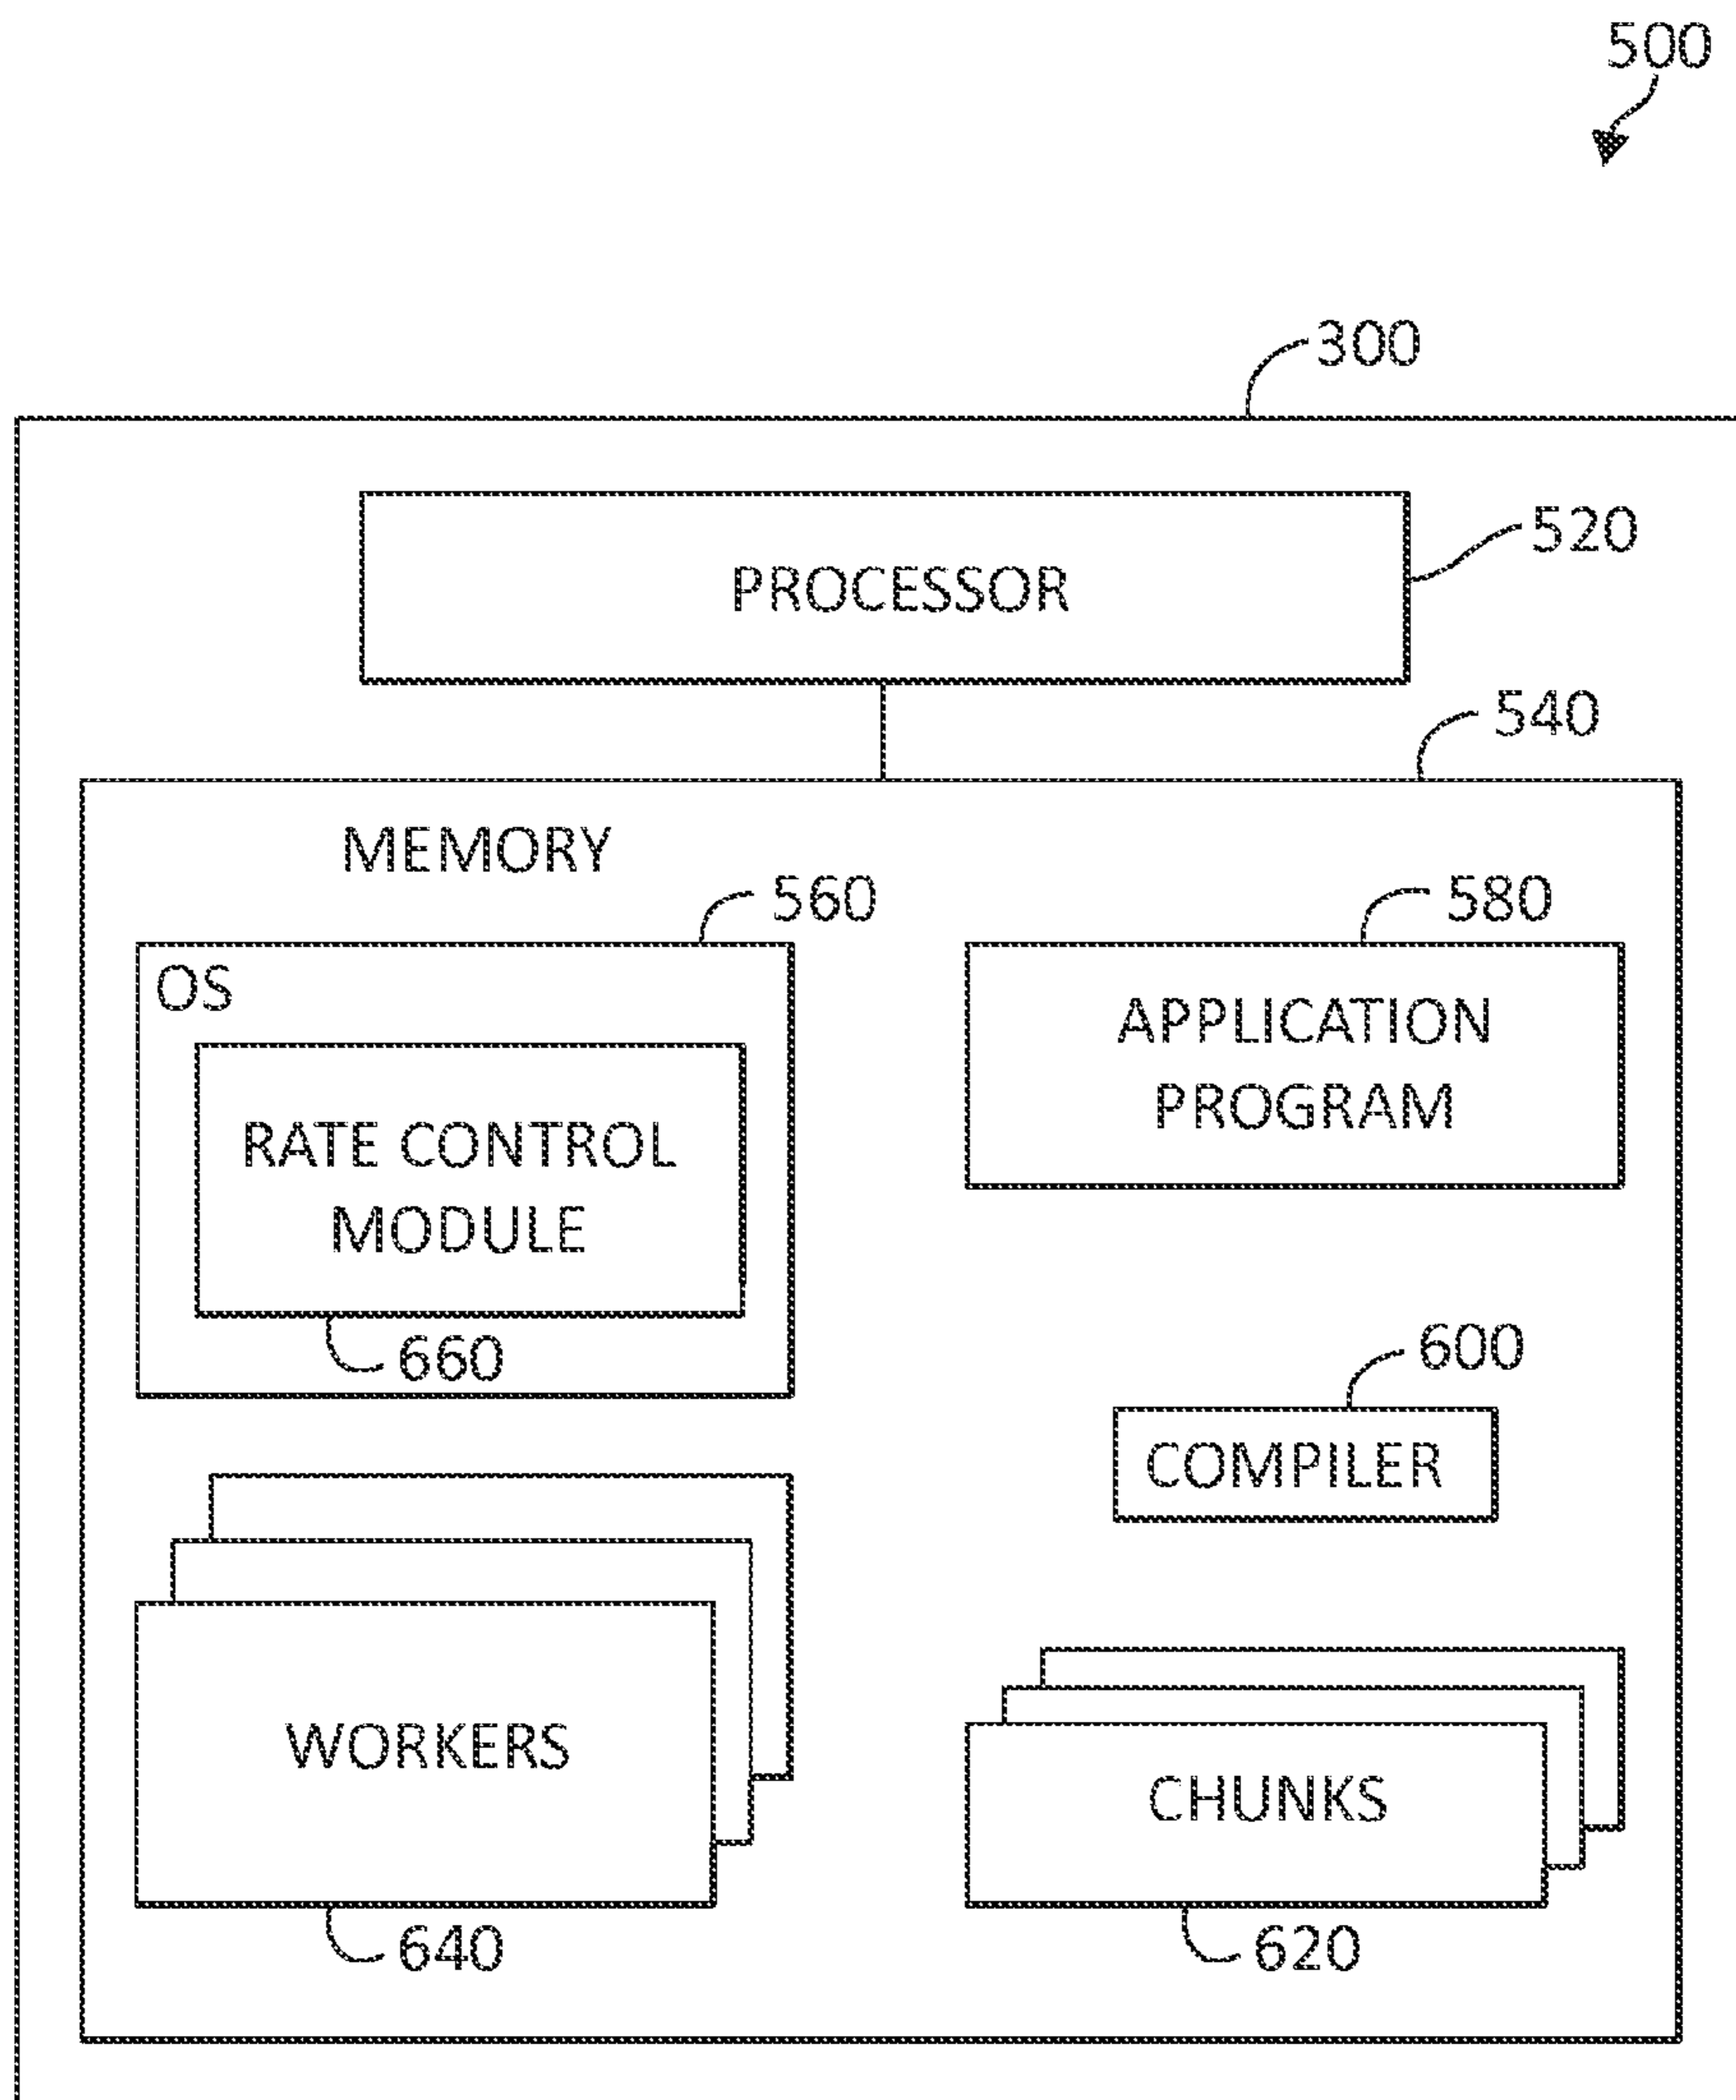 500
300
PROCESSOR
520
540
MEMORY
560
580
OS
APPLICATION
PROGRAM
RATE CONTROL
MODULE
660
600
COMPILER
WORKERS
CHUNKS
640
620